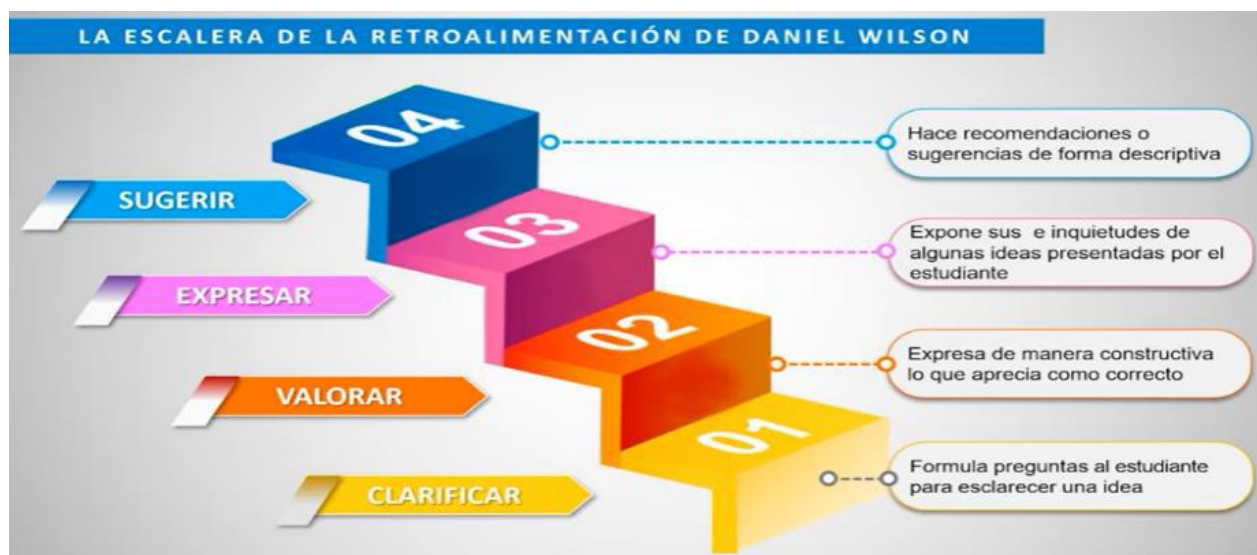 LA ESCALERA DE LA RETROALIMENTACIÓN DE DANIEL WILSON
04
SUGERIR
Hace recomendaciones o
sugerencias de forma descriptiva
03
EXPRESAR
Expone sus  e inquietudes de
algunas ideas presentadas por el
estudiante
02
VALORAR
Expresa de manera constructiva
lo que aprecia como correcto
01
CLARIFICAR
Formula preguntas al estudiante
para esclarecer una idea